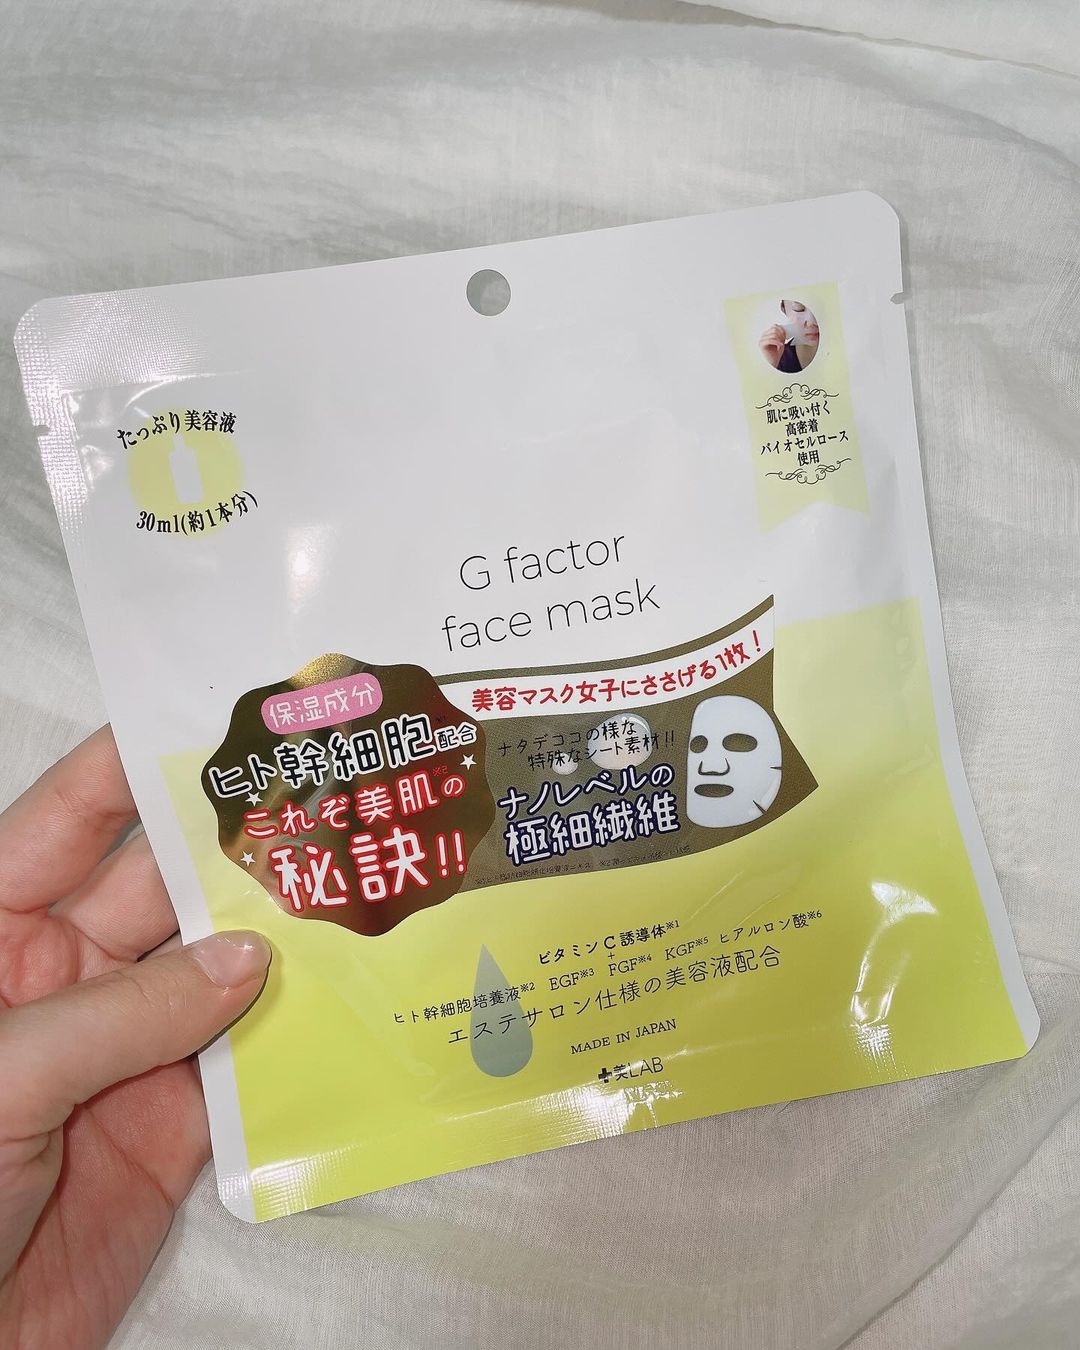 たっぷり美容液
30ml(約1本分)
肌に吸い付く
高密着
バイオセルロース
使用
G factor
face mask
美容マスク女子にささげる1枚!
保湿成分
ヒト幹細胞※1配合
これぞ美肌※2の
秘訣!!
ナタデココの様な
特殊なシート素材!!
ナノレベルの
極細繊維
ビタミンC誘導体※1
+
ヒト幹細胞培養液※2 EGF※3 FGF※4 KGF※5 ヒアルロン酸※6
エステサロン仕様の美容液配合
MADE IN JAPAN
+美LAB